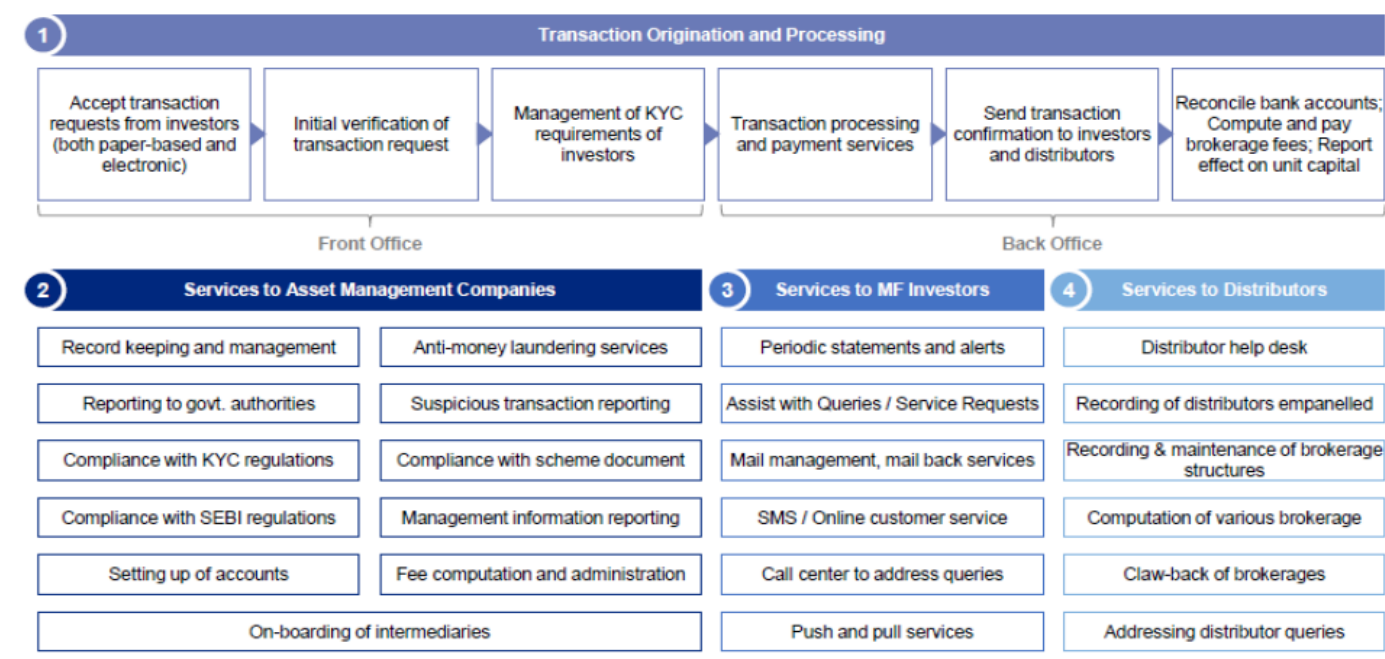 1
Transaction Origination and Processing
Accept transaction
requests from investors
(both paper-based and
electronic)
Initial verification of
transaction request
Management of KYC
requirements of
investors
Transaction processing
and payment services
Send transaction
confirmation to investors
and distributors
Reconcile bank accounts;
Compute and pay
brokerage fees; Report
effect on unit capital
Front Office
Back Office
2
Services to Asset Management Companies
Record keeping and management
Anti-money laundering services
Reporting to govt. authorities
Suspicious transaction reporting
Compliance with KYC regulations
Compliance with scheme document
Compliance with SEBI regulations
Management information reporting
Setting up of accounts
Fee computation and administration
On-boarding of intermediaries
3
Services to MF Investors
Periodic statements and alerts
Assist with Queries / Service Requests
Mail management, mail back services
SMS / Online customer service
Call center to address queries
Push and pull services
4
Services to Distributors
Distributor help desk
Recording of distributors empanelled
Recording & maintenance of brokerage
structures
Computation of various brokerage
Claw-back of brokerages
Addressing distributor queries